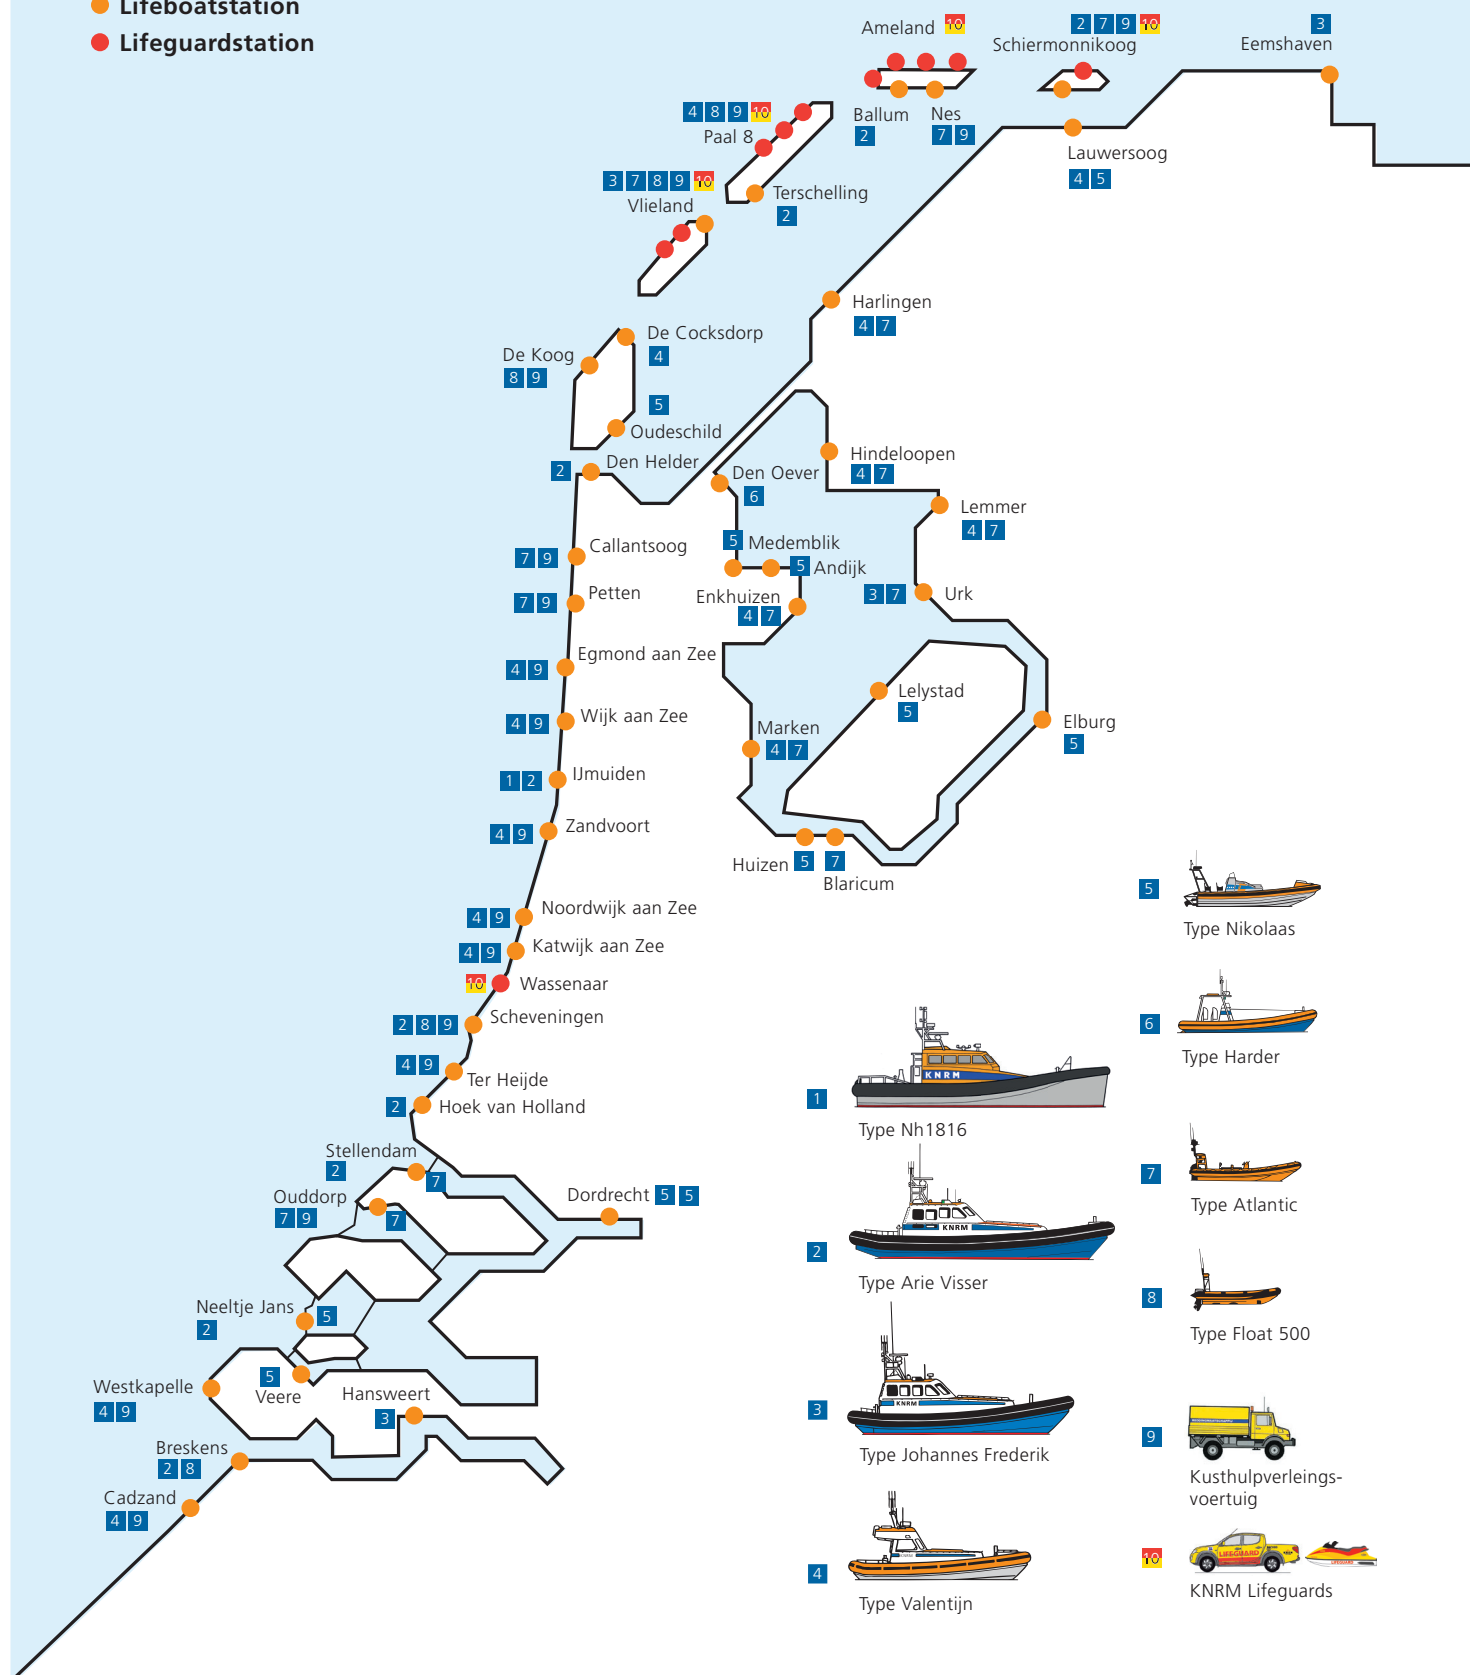 Lifeboatstation
Lifeguardstation
Ameland 10
2 7 9 10
Schiermonnikoog
3
Eemshaven
Ballum
2
Nes
7 9
4 8 9 10
Paal 8
Lauwersoog
4 5
3 7 8 9 10
Vlieland
Terschelling
2
Harlingen
4 7
De Cocksdorp
4
De Koog
8 9
5
Oudeschild
2
Den Helder
Den Oever
6
Hindeloopen
4 7
Lemmer
4 7
7 9
Callantsoog
5 Medemblik
5 Andijk
7 9
Petten
Enkhuizen
4 7
3 7 Urk
4 9
Egmond aan Zee
Lelystad
5
4 9
Wijk aan Zee
Marken
4 7
Elburg
5
1 2
IJmuiden
4 9
Zandvoort
Huizen 5
7
Blaricum
4 9
Noordwijk aan Zee
4 9
Katwijk aan Zee
10
Wassenaar
2 8 9
Scheveningen
4 9
Ter Heijde
2
Hoek van Holland
Stellendam
2
7
Ouddorp
7 9
7
Dordrecht 5 5
Neeltje Jans
2
5
Westkapelle
4 9
5
Veere
Hansweert
3
Breskens
2 8
Cadzand
4 9
1
KNRM
Type Nh1816
2
KNRM
Type Arie Visser
3
KNRM
Type Johannes Frederik
4
Type Valentijn
5
Type Nikolaas
6
Type Harder
7
Type Atlantic
8
Type Float 500
9
Kusthulpverleings-
voertuig
10
LIFEGUARD
LIFEGUARD
KNRM Lifeguards